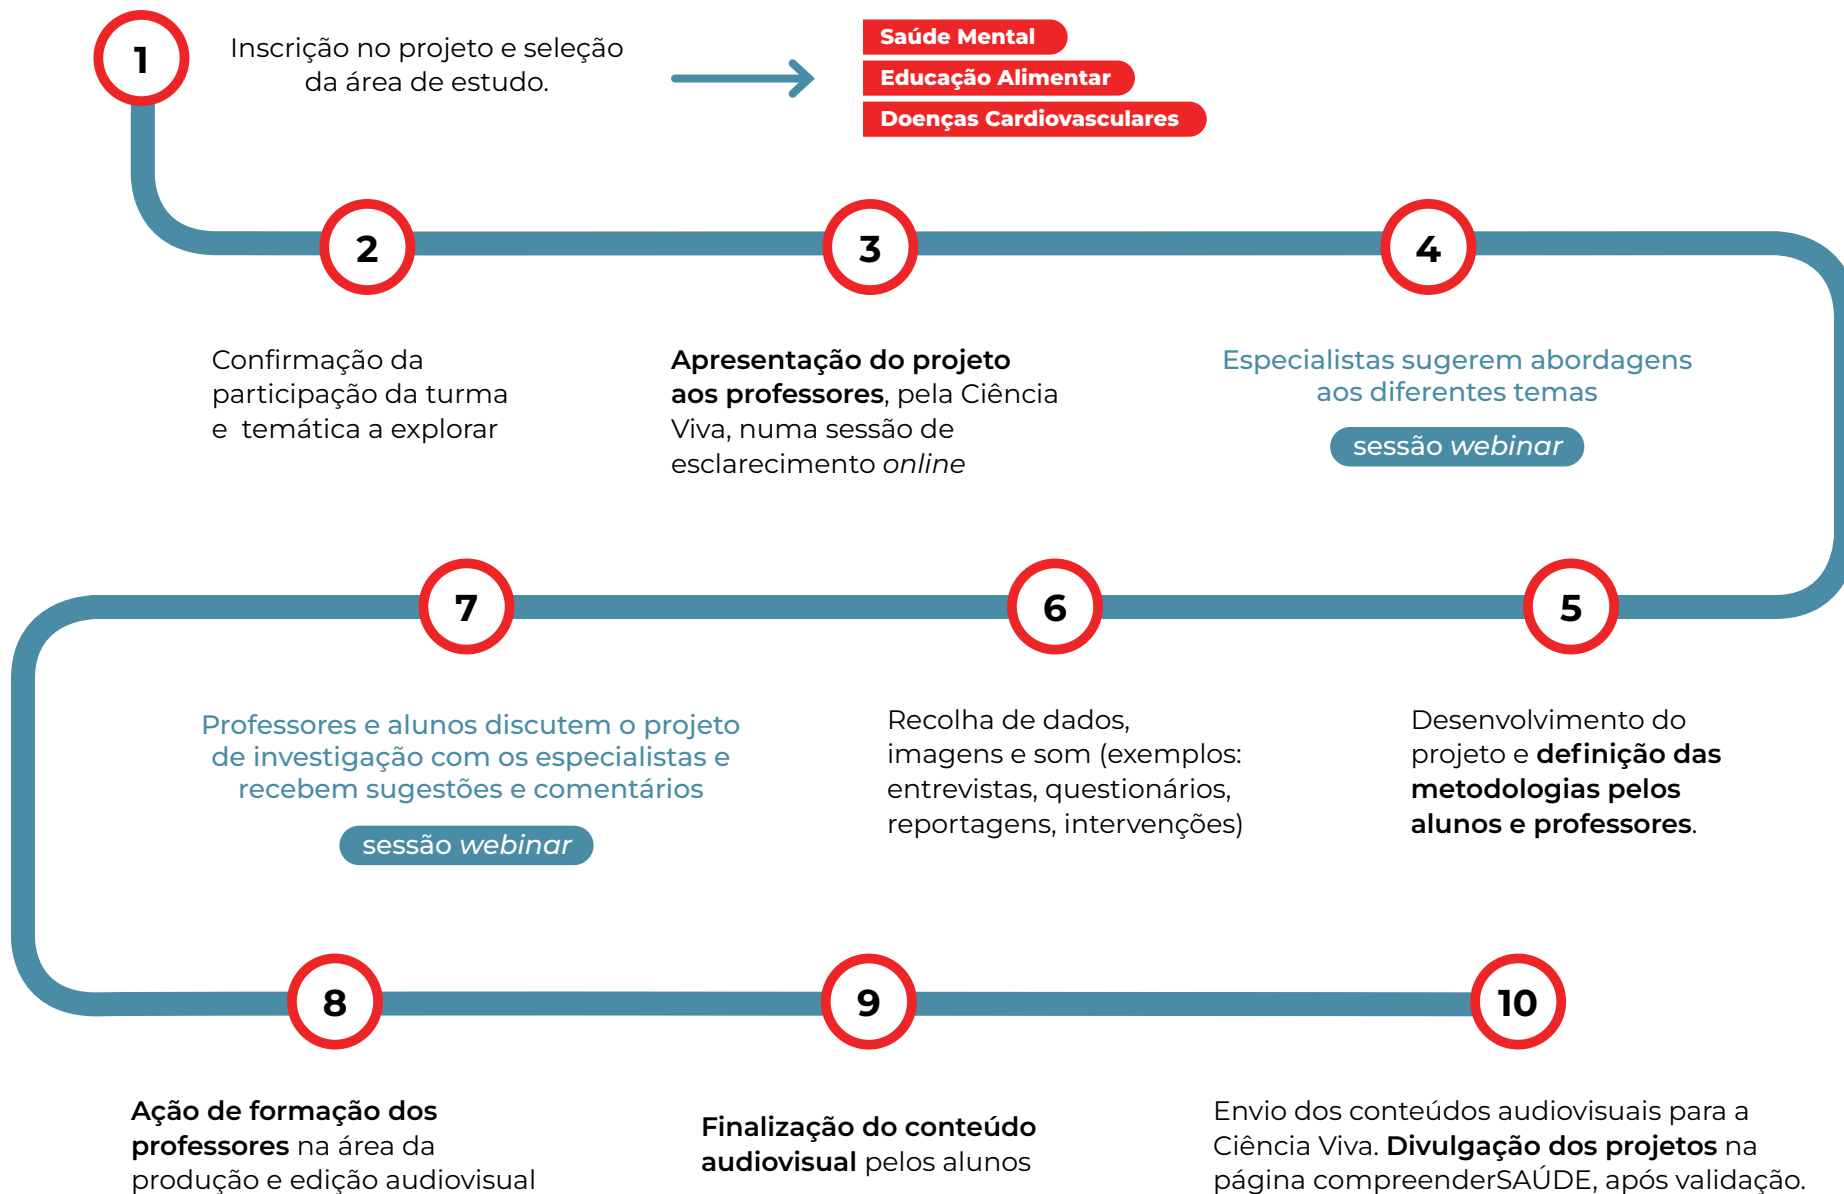 1
Inscrição no projeto e seleção
da área de estudo.
Saúde Mental
Educação Alimentar
Doenças Cardiovasculares
2
3
4
Confirmação da
participação da turma
e temática a explorar
Apresentação do projeto
aos professores, pela Ciência
Viva, numa sessão de
esclarecimento online
Especialistas sugerem abordagens
aos diferentes temas
sessão webinar
7
6
5
Professores e alunos discutem o projeto
de investigação com os especialistas e
recebem sugestões e comentários
sessão webinar
Recolha de dados,
imagens e som (exemplos:
entrevistas, questionários,
reportagens, intervenções)
Desenvolvimento do
projeto e definição das
metodologias pelos
alunos e professores.
8
9
10
Ação de formação dos
professores na área da
produção e edição audiovisual
Finalização do conteúdo
audiovisual pelos alunos
Envio dos conteúdos audiovisuais para a
Ciência Viva. Divulgação dos projetos na
página compreenderSAÚDE, após validação.